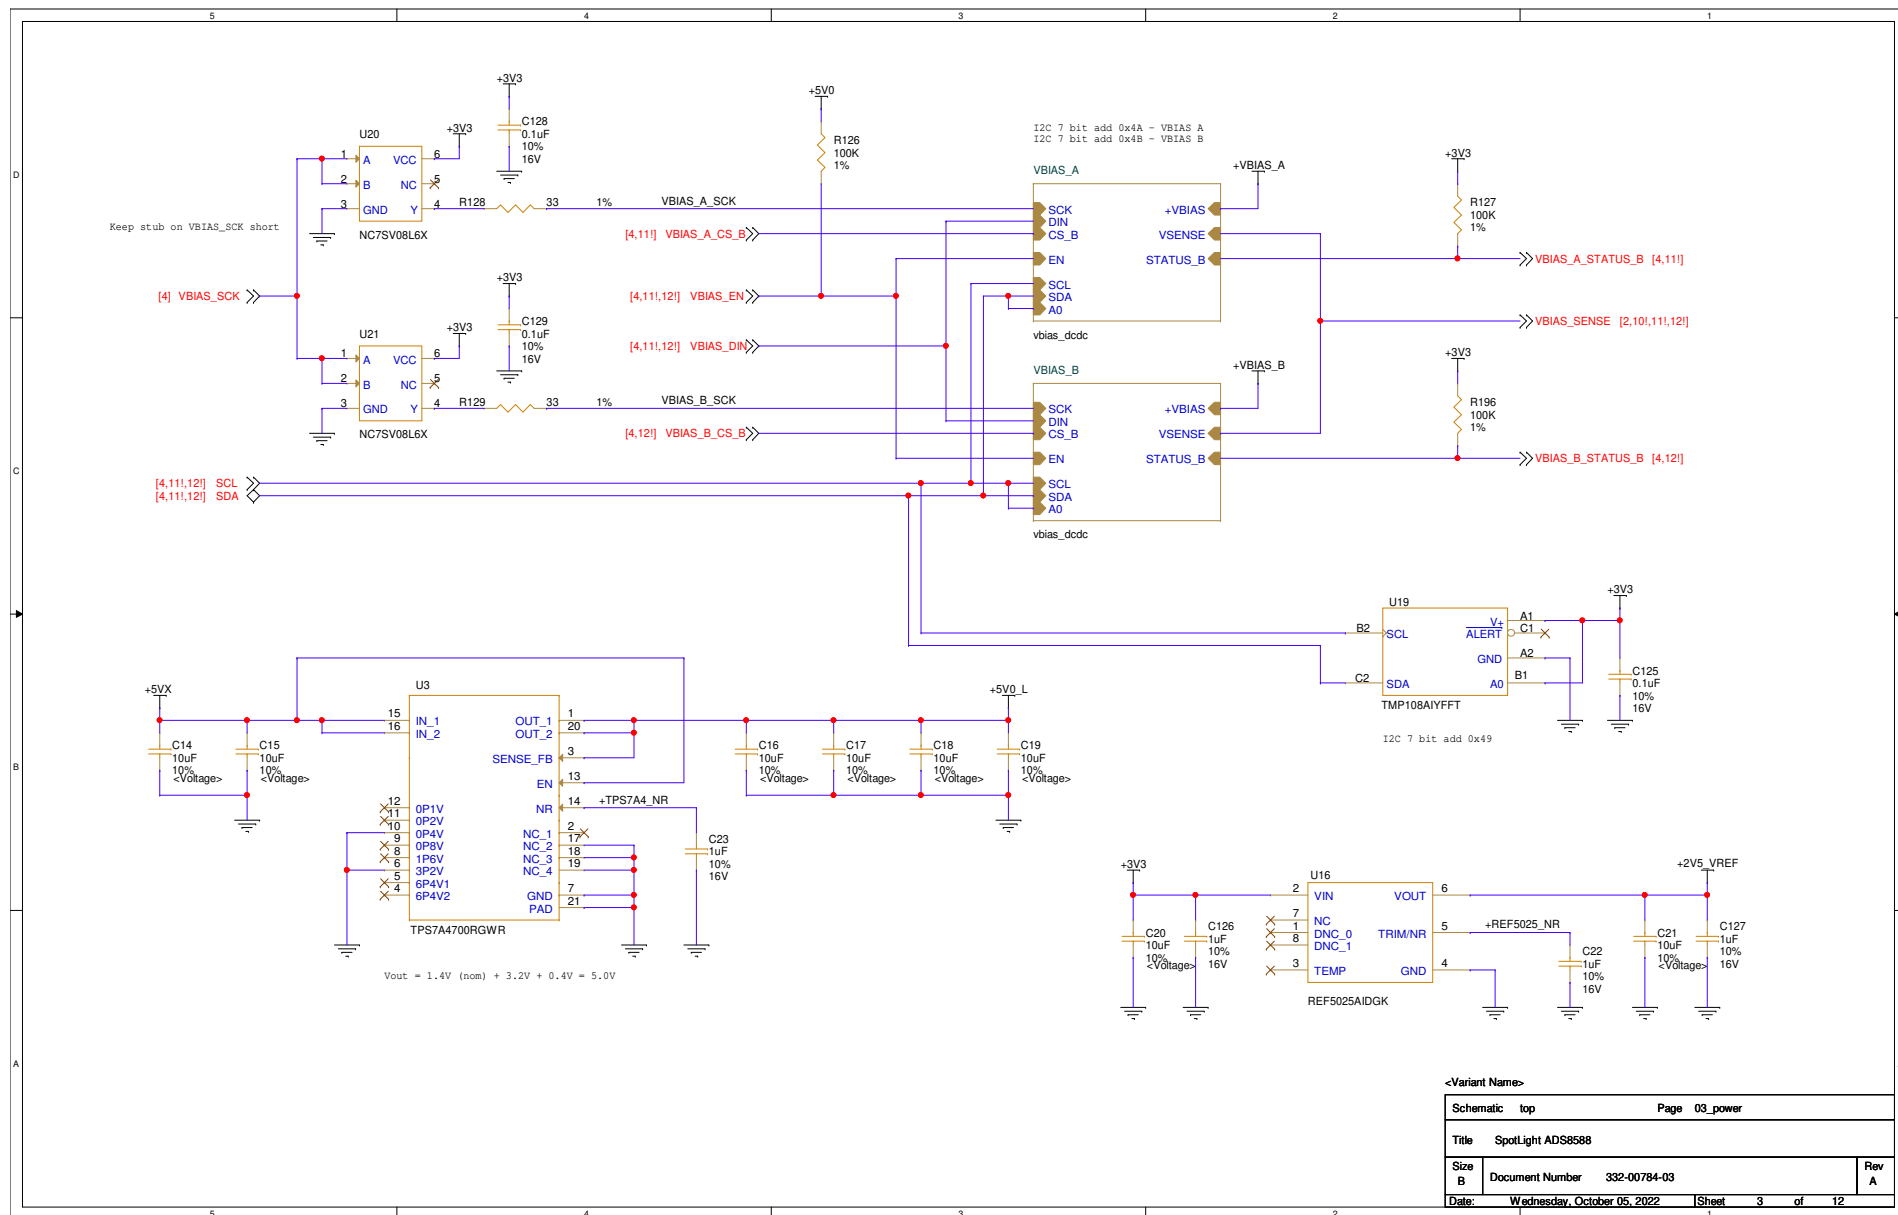 5 4 3 2 1
D
C
B
A
+3V3
C128
0.1uF
10%
16V
U20
+3V3
1 A VCC 6
2 B NC 5
3 GND Y 4
NC7SV08L6X
R128 33 1% VBIAS_A_SCK
Keep stub on VBIAS_SCK short
[4] VBIAS_SCK
+3V3
C129
0.1uF
10%
16V
U21
+3V3
1 A VCC 6
2 B NC 5
3 GND Y 4
NC7SV08L6X
R129 33 1% VBIAS_B_SCK
+5V0
R126
100K
1%
[4,11!] VBIAS_A_CS_B
[4,11!,12!] VBIAS_EN
[4,11!,12!] VBIAS_DIN
[4,12!] VBIAS_B_CS_B
[4,11!,12!] SCL
[4,11!,12!] SDA
I2C 7 bit add 0x4A - VBIAS A
I2C 7 bit add 0x4B - VBIAS B
VBIAS_A
+VBIAS_A
SCK +VBIAS
DIN
CS_B VSENSE
EN STATUS_B
SCL
SDA
A0
vbias_dcdc
VBIAS_B
+VBIAS_B
SCK +VBIAS
DIN
CS_B VSENSE
EN STATUS_B
SCL
SDA
A0
vbias_dcdc
+3V3
R127
100K
1%
VBIAS_A_STATUS_B [4,11!]
VBIAS_SENSE [2,10!,11!,12!]
+3V3
R196
100K
1%
VBIAS_B_STATUS_B [4,12!]
U19
+3V3
B2 SCL V+ A1
ALERT C1
GND A2
C2 SDA A0 B1
TMP108AIYFFT
C125
0.1uF
10%
16V
I2C 7 bit add 0x49
+5VX
C14
10uF
10%
<Voltage>
C15
10uF
10%
<Voltage>
U3
15 IN_1 OUT_1 1
16 IN_2 OUT_2 20
SENSE_FB 3
EN 13
NR 14 +TPS7A4_NR
12 0P1V
11 0P2V
10 0P4V NC_1 2
9 0P8V NC_2 17
8 1P6V NC_3 18
6 3P2V NC_4 19
5 6P4V1
4 6P4V2 GND 7
PAD 21
TPS7A4700RGWR
Vout = 1.4V (nom) + 3.2V + 0.4V = 5.0V
C23
1uF
10%
16V
+5V0_L
C16
10uF
10%
<Voltage>
C17
10uF
10%
<Voltage>
C18
10uF
10%
<Voltage>
C19
10uF
10%
<Voltage>
+3V3
C20
10uF
10%
<Voltage>
C126
1uF
10%
16V
U16
2 VIN VOUT 6
7 NC
1 DNC_0 TRIM/NR 5 +REF5025_NR
8 DNC_1
3 TEMP GND 4
REF5025AIDGK
C22
1uF
10%
16V
+2V5_VREF
C21
10uF
10%
<Voltage>
C127
1uF
10%
16V
<Variant Name>
Schematic top Page 03_power
Title SpotLight ADS8588
Size B Document Number 332-00784-03 Rev A
Date: Wednesday, October 05, 2022 Sheet 3 of 12
5 4 3 2 1